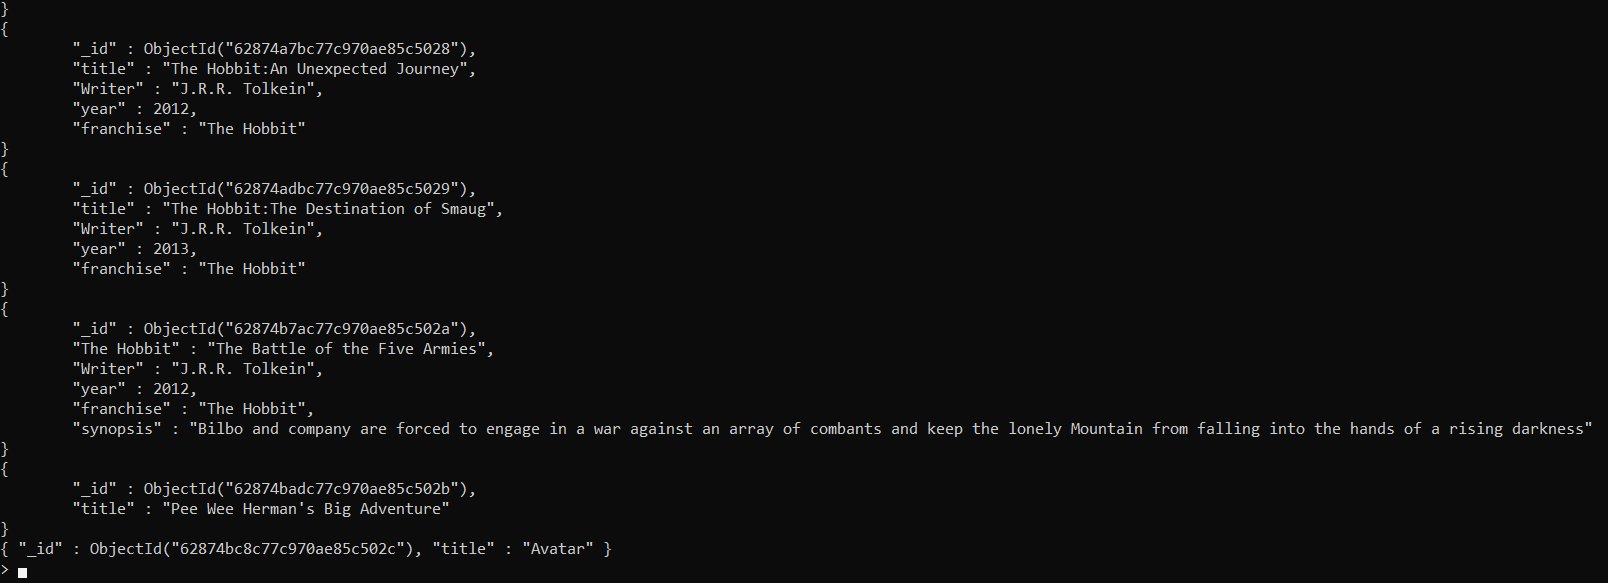 }
{
        "_id" : ObjectId("62874a7bc77c970ae85c5028"),
        "title" : "The Hobbit:An Unexpected Journey",
        "Writer" : "J.R.R. Tolkein",
        "year" : 2012,
        "franchise" : "The Hobbit"
}
{
        "_id" : ObjectId("62874adbc77c970ae85c5029"),
        "title" : "The Hobbit:The Destination of Smaug",
        "Writer" : "J.R.R. Tolkein",
        "year" : 2013,
        "franchise" : "The Hobbit"
}
{
        "_id" : ObjectId("62874b7ac77c970ae85c502a"),
        "The Hobbit" : "The Battle of the Five Armies",
        "Writer" : "J.R.R. Tolkein",
        "year" : 2012,
        "franchise" : "The Hobbit",
        "synopsis" : "Bilbo and company are forced to engage in a war against an array of combants and keep the lonely Mountain from falling into the hands of a rising darkness"
}
{
        "_id" : ObjectId("62874badc77c970ae85c502b"),
        "title" : "Pee Wee Herman's Big Adventure"
}
{ "_id" : ObjectId("62874bc8c77c970ae85c502c"), "title" : "Avatar" }
>